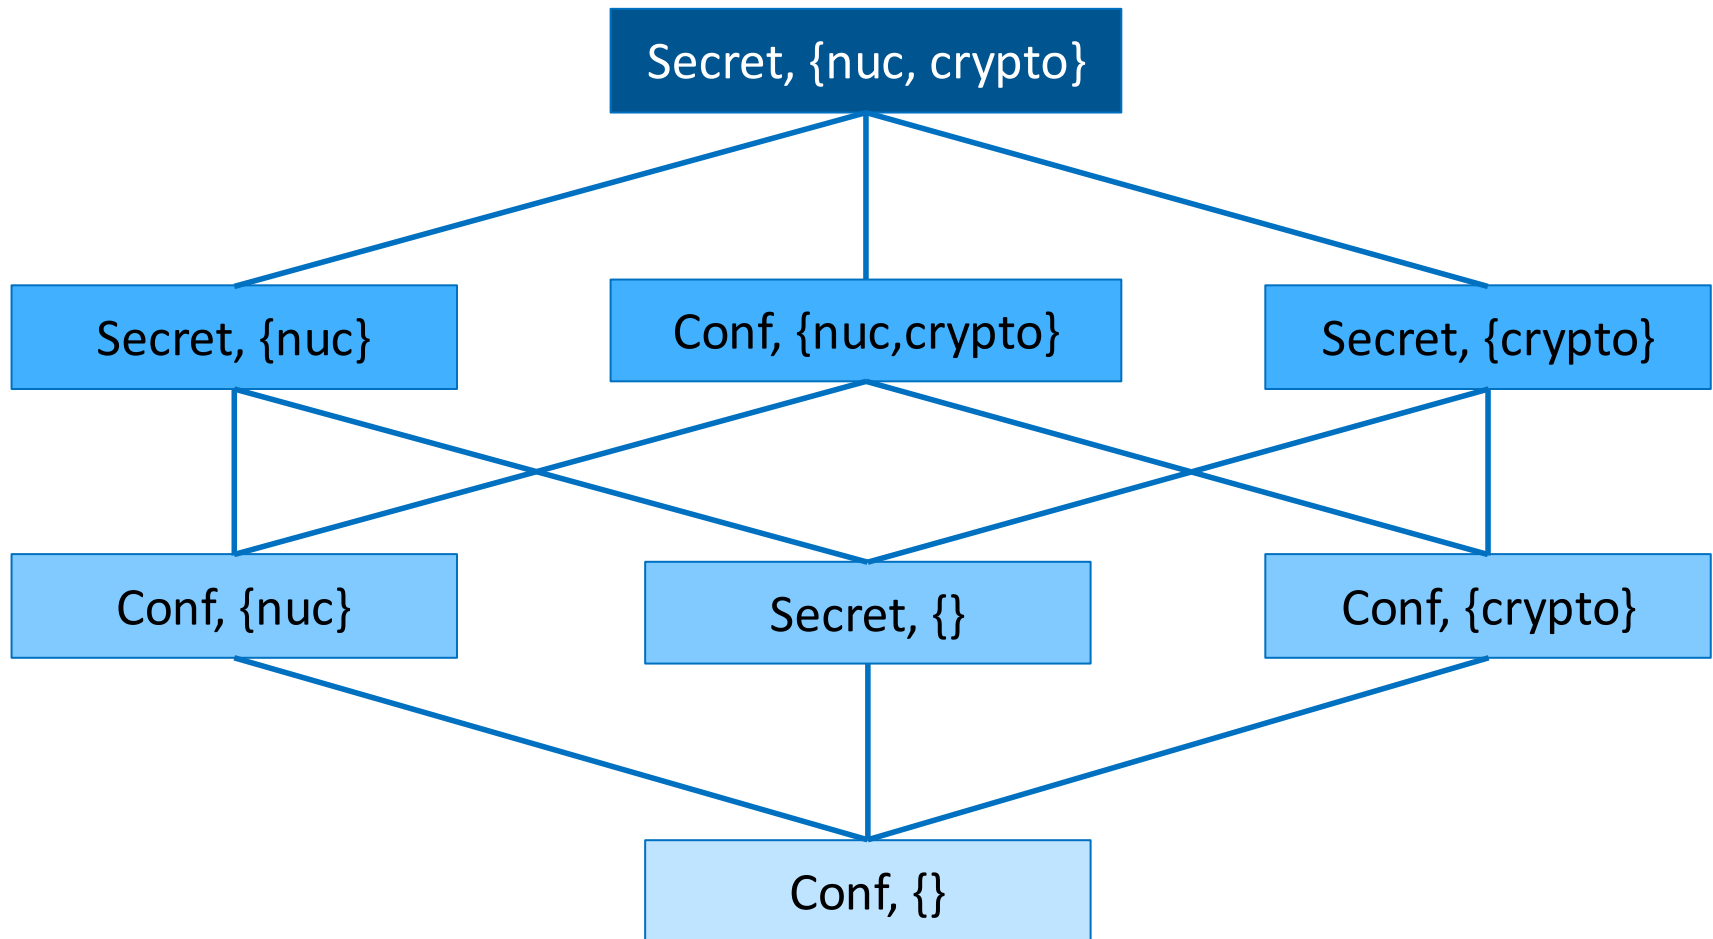 Secret, {nuc, crypto}
Secret, {nuc}
Conf, {nuc,crypto}
Secret, {crypto}
Conf, {nuc}
Secret, {}
Conf, {crypto}
Conf, {}